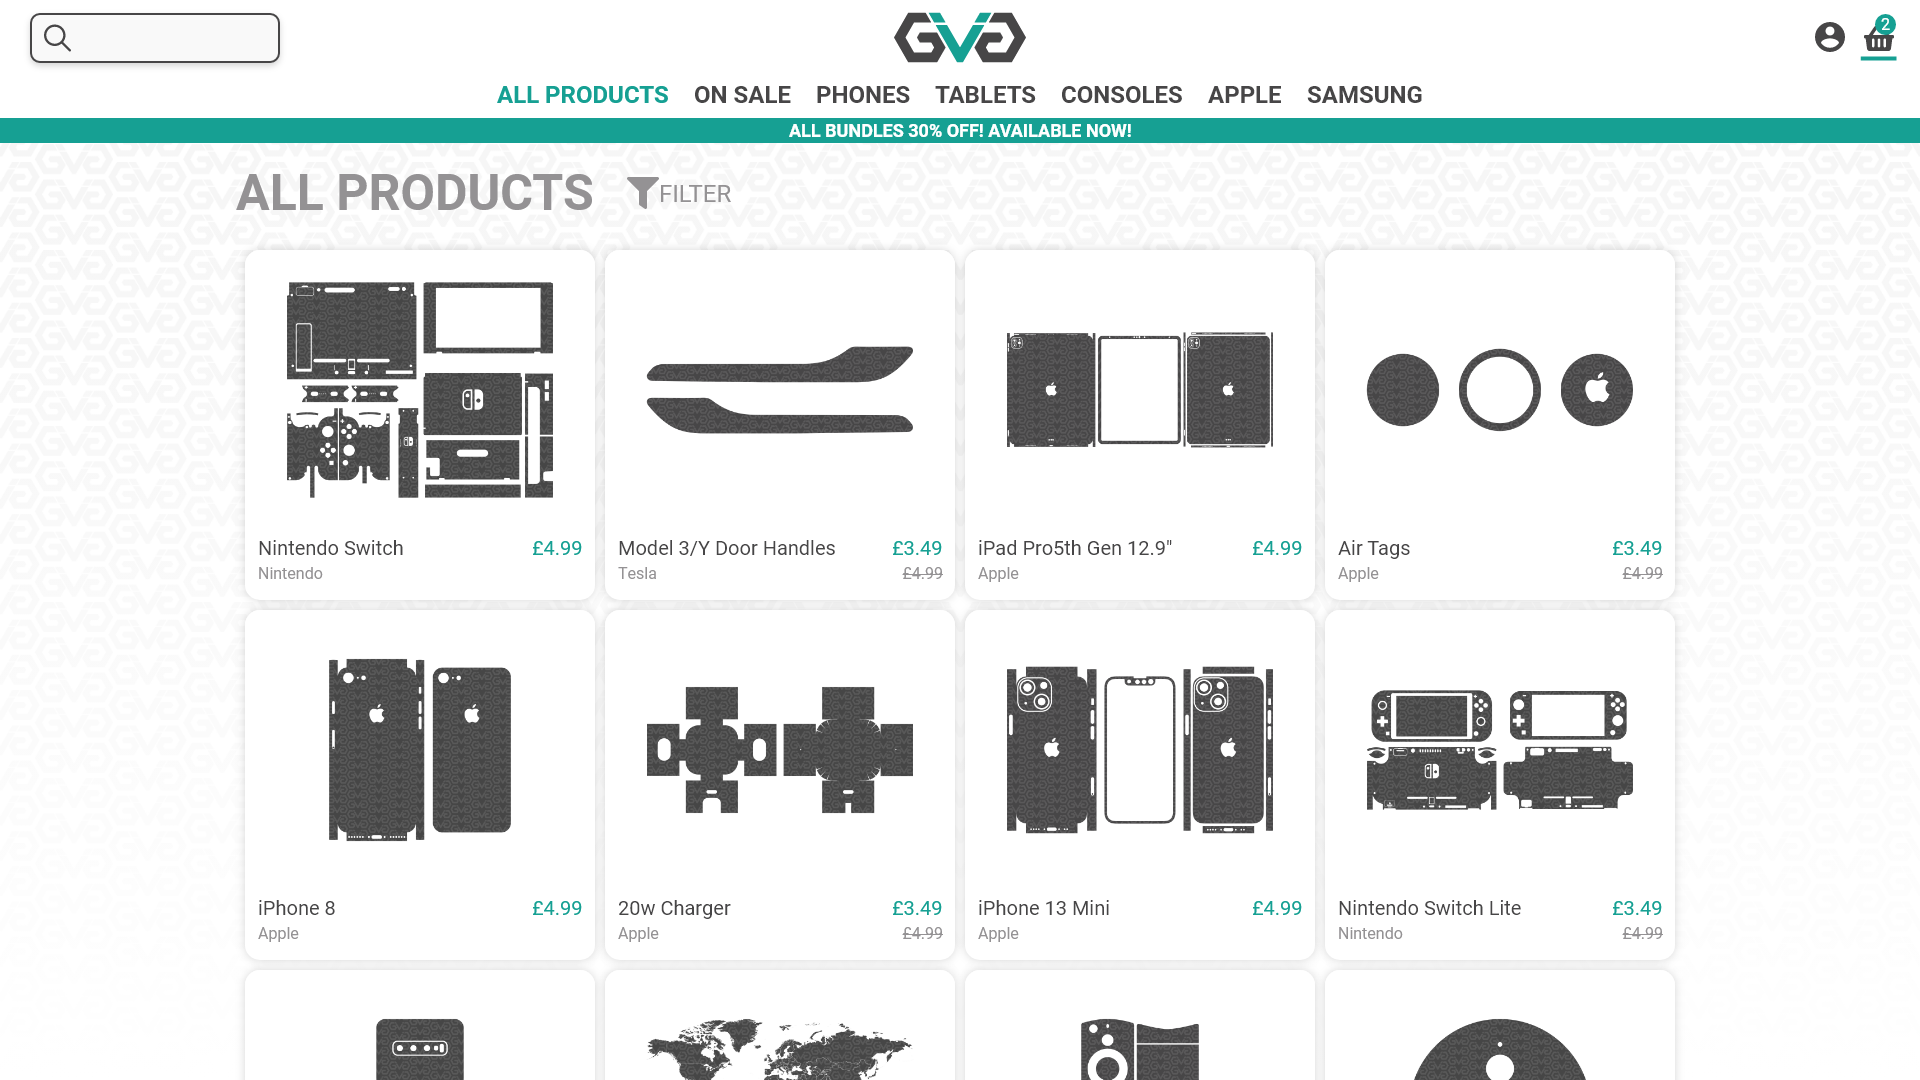 GVG
2
ALL PRODUCTS ON SALE PHONES TABLETS CONSOLES APPLE SAMSUNG
ALL BUNDLES 30% OFF! AVAILABLE NOW!
ALL PRODUCTS FILTER
Nintendo Switch £4.99
Nintendo
Model 3/Y Door Handles £3.49
Tesla £4.99
iPad Pro5th Gen 12.9" £4.99
Apple
Air Tags £3.49
Apple £4.99
iPhone 8 £4.99
Apple
20w Charger £3.49
Apple £4.99
iPhone 13 Mini £4.99
Apple
Nintendo Switch Lite £3.49
Nintendo £4.99